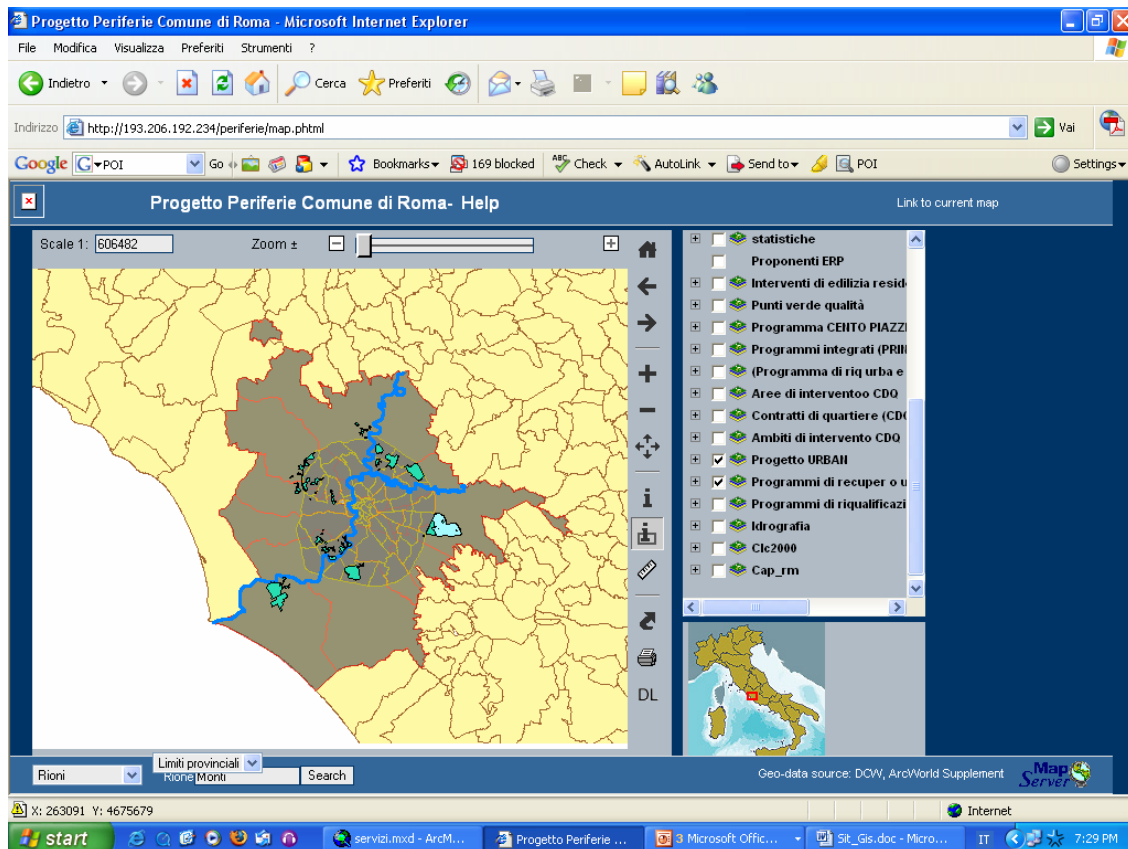 Progetto Periferie Comune di Roma - Microsoft Internet Explorer
File Modifica Visualizza Preferiti Strumenti ?
Indietro Cerca Preferiti
Indirizzo http://193.206.192.234/periferie/map.phtml Vai
Google G POI Go Bookmarks 169 blocked ABC Check AutoLink Send to POI Settings
Progetto Periferie Comune di Roma- Help Link to current map
Scale 1: 606482 Zoom ±
statistiche
Proponenti ERP
Interventi di edilizia resid
Punti verde qualità
Programma CENTO PIAZZ
Programmi integrati (PRIN
(Programma di riq urba e
Aree di interventoo CDQ
Contratti di quartiere (CDQ
Ambiti di intervento CDQ
Progetto URBAN
Programmi di recuper o u
Programmi di riqualificazi
Idrografia
Clc2000
Cap_rm
DL
Limiti provinciali
Rioni Rione Monti Search
Geo-data source: DCW, ArcWorld Supplement Map Server
X: 263091 Y: 4675679 Internet
start servizi.mxd - ArcM... Progetto Periferie ... 3 Microsoft Offic... Sit_Gis.doc - Micro... IT 7:29 PM